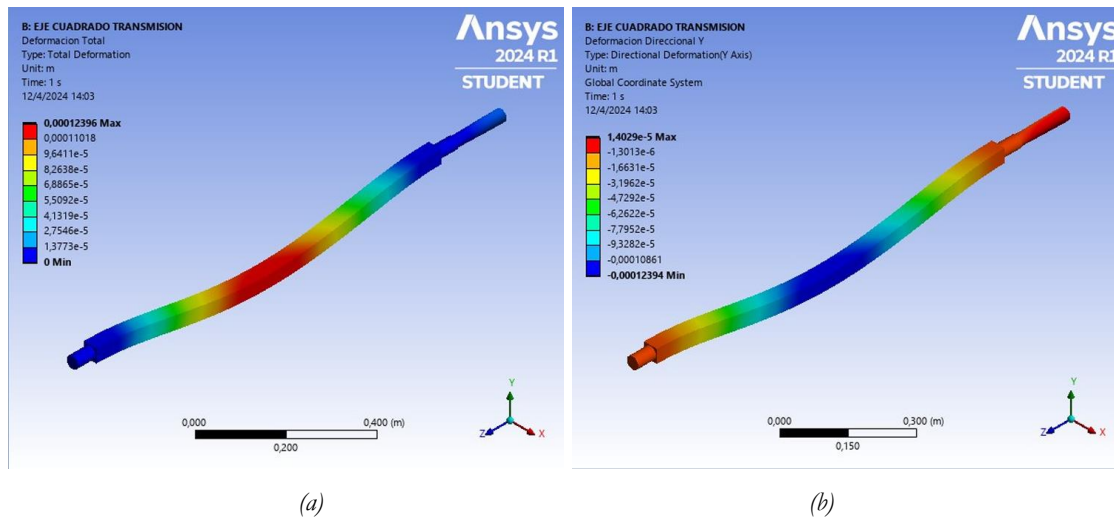 B: EJE CUADRADO TRANSMISION
Deformacion Total
Type: Total Deformation
Unit: m
Time: 1 s
12/4/2024 14:03
0,00012396 Max
0,00011018
9,6411e-5
8,2638e-5
6,8865e-5
5,5092e-5
4,1319e-5
2,7546e-5
1,3773e-5
0 Min
Ansys
2024 R1
STUDENT
0,000
0,400 (m)
0,200
Y
Z
X
(a)
B: EJE CUADRADO TRANSMISION
Deformacion Direccional Y
Type: Directional Deformation(Y Axis)
Unit: m
Global Coordinate System
Time: 1 s
12/4/2024 14:03
1,4029e-5 Max
-1,3013e-6
-1,6631e-5
-3,1962e-5
-4,7292e-5
-6,2622e-5
-7,7952e-5
-9,3282e-5
-0,00010861
-0,00012394 Min
Ansys
2024 R1
STUDENT
0,000
0,300 (m)
0,150
Y
Z
X
(b)